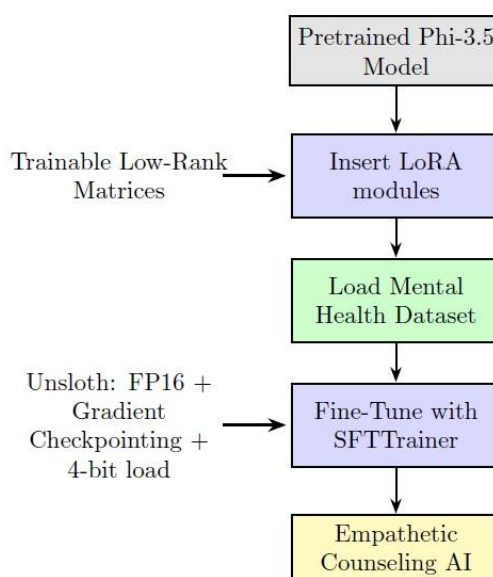 Pretrained Phi-3.5
Model
Trainable Low-Rank
Matrices
Insert LoRA
modules
Load Mental
Health Dataset
Unsloth: FP16 +
Gradient
Checkpointing +
4-bit load
Fine-Tune with
SFTTrainer
Empathetic
Counseling AI